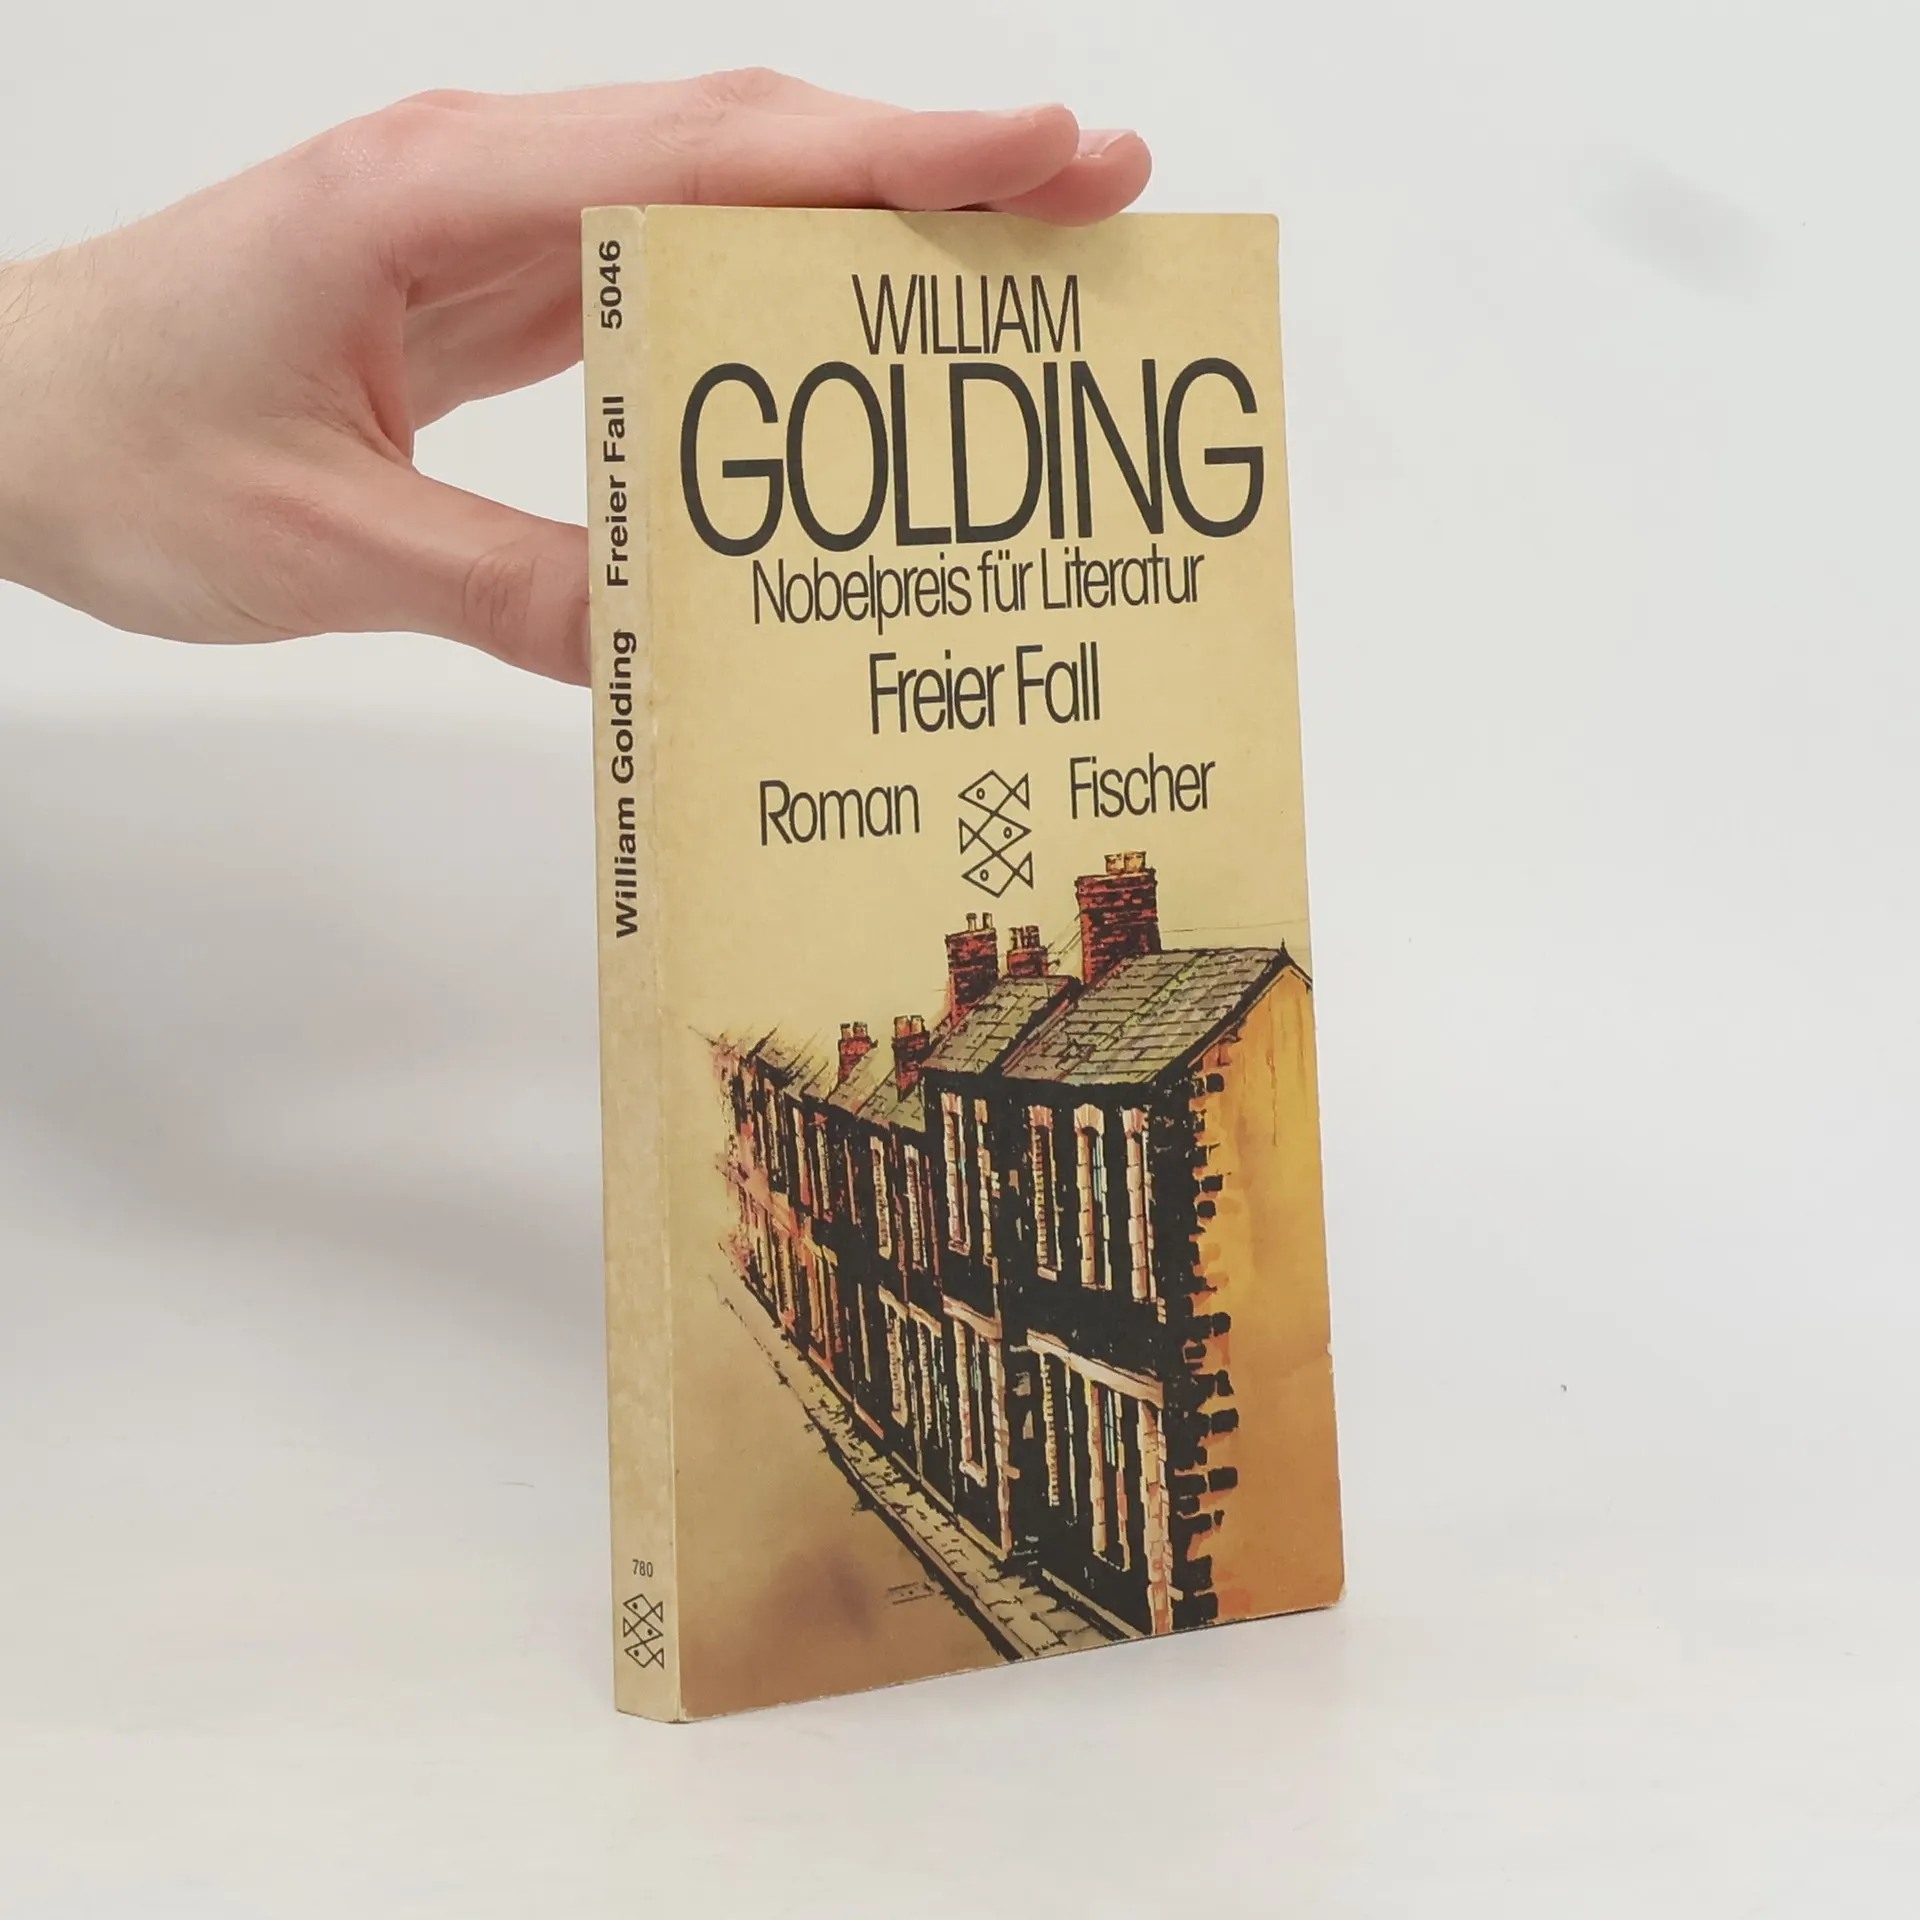 William Golding Freier Fall 5046
780
WILLIAM
GOLDING
Nobelpreis für Literatur
Freier Fall
Roman Fischer